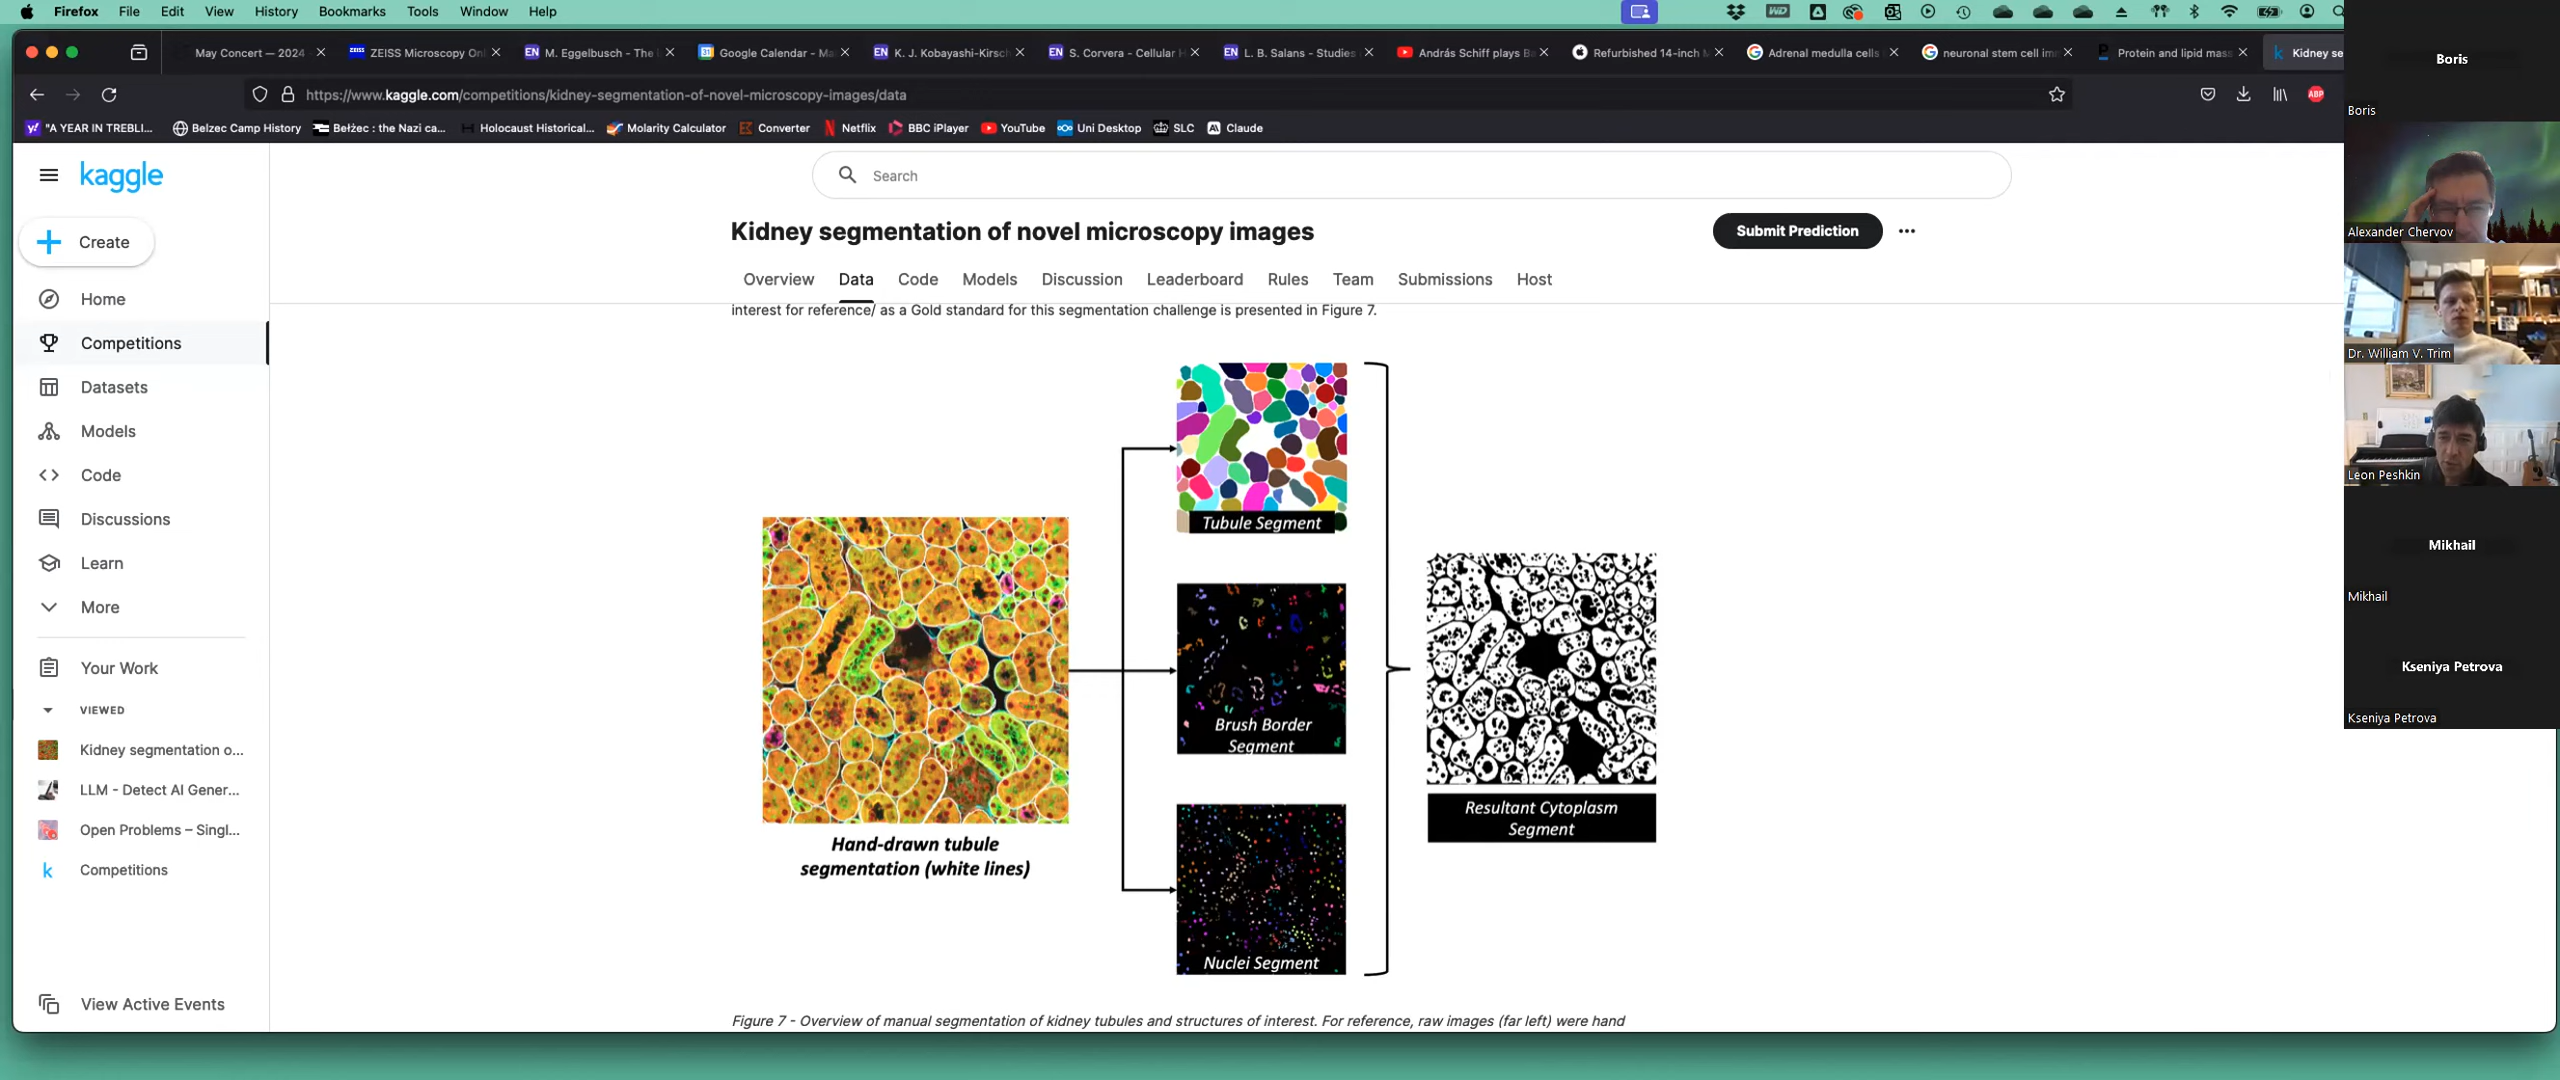 Firefox File Edit View History Bookmarks Tools Window Help
May Concert — 2024
ZEISS Microscopy Onl
EN M. Eggelbusch - The
Google Calendar - Ma
EN K. J. Kobayashi-Kirsch
EN S. Corvera - Cellular H
EN L. B. Salans - Studies
András Schiff plays Ba
Refurbished 14-inch M
Adrenal medulla cells
neuronal stem cell im
Protein and lipid mas
Kidney se
https://www.kaggle.com/competitions/kidney-segmentation-of-novel-microscopy-images/data
ABP
"A YEAR IN TREBLI...
Belzec Camp History
Bełżec : the Nazi ca...
Holocaust Historical...
Molarity Calculator
Converter
Netflix
BBC iPlayer
YouTube
Uni Desktop
SLC
Claude
kaggle
Search
Create
Home
Competitions
Datasets
Models
Code
Discussions
Learn
More
Your Work
VIEWED
Kidney segmentation o...
LLM - Detect AI Gener...
Open Problems – Singl...
Competitions
View Active Events
Kidney segmentation of novel microscopy images
Submit Prediction
Overview Data Code Models Discussion Leaderboard Rules Team Submissions Host
interest for reference/ as a Gold standard for this segmentation challenge is presented in Figure 7.
Tubule Segment
Brush Border
Segment
Nuclei Segment
Hand-drawn tubule
segmentation (white lines)
Resultant Cytoplasm
Segment
Figure 7 - Overview of manual segmentation of kidney tubules and structures of interest. For reference, raw images (far left) were hand
Boris
Boris
Alexander Chervov
Dr. William V. Trim
Leon Peshkin
Mikhail
Mikhail
Kseniya Petrova
Kseniya Petrova